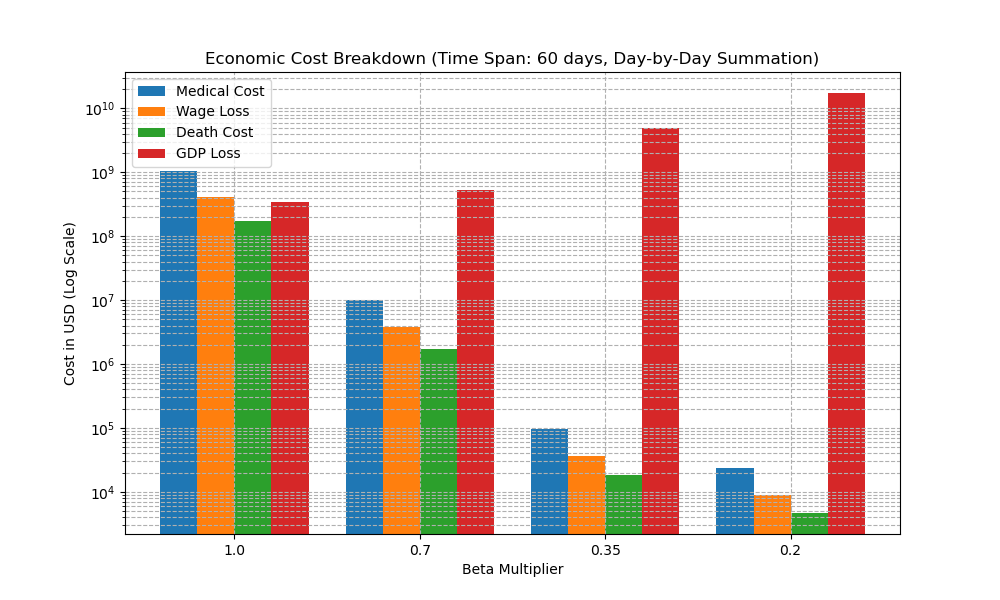 Economic Cost Breakdown (Time Span: 60 days, Day-by-Day Summation)
Medical Cost
Wage Loss
Death Cost
GDP Loss
Cost in USD (Log Scale)
10¹⁰
10⁹
10⁸
10⁷
10⁶
10⁵
10⁴
1.0 0.7 0.35 0.2
Beta Multiplier